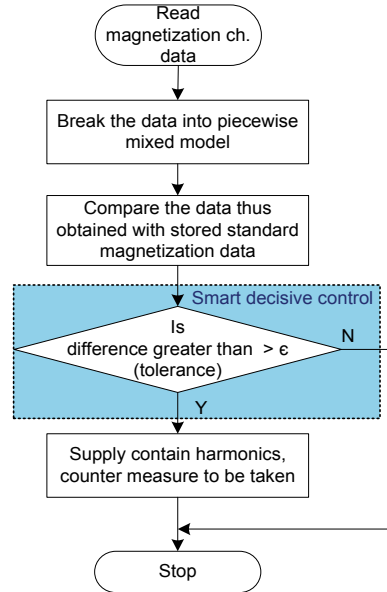 Read
magnetization ch.
data
Break the data into piecewise
mixed model
Compare the data thus
obtained with stored standard
magnetization data
Smart decisive control
Is
difference greater than > ϵ
(tolerance)
N
Y
Supply contain harmonics,
counter measure to be taken
Stop